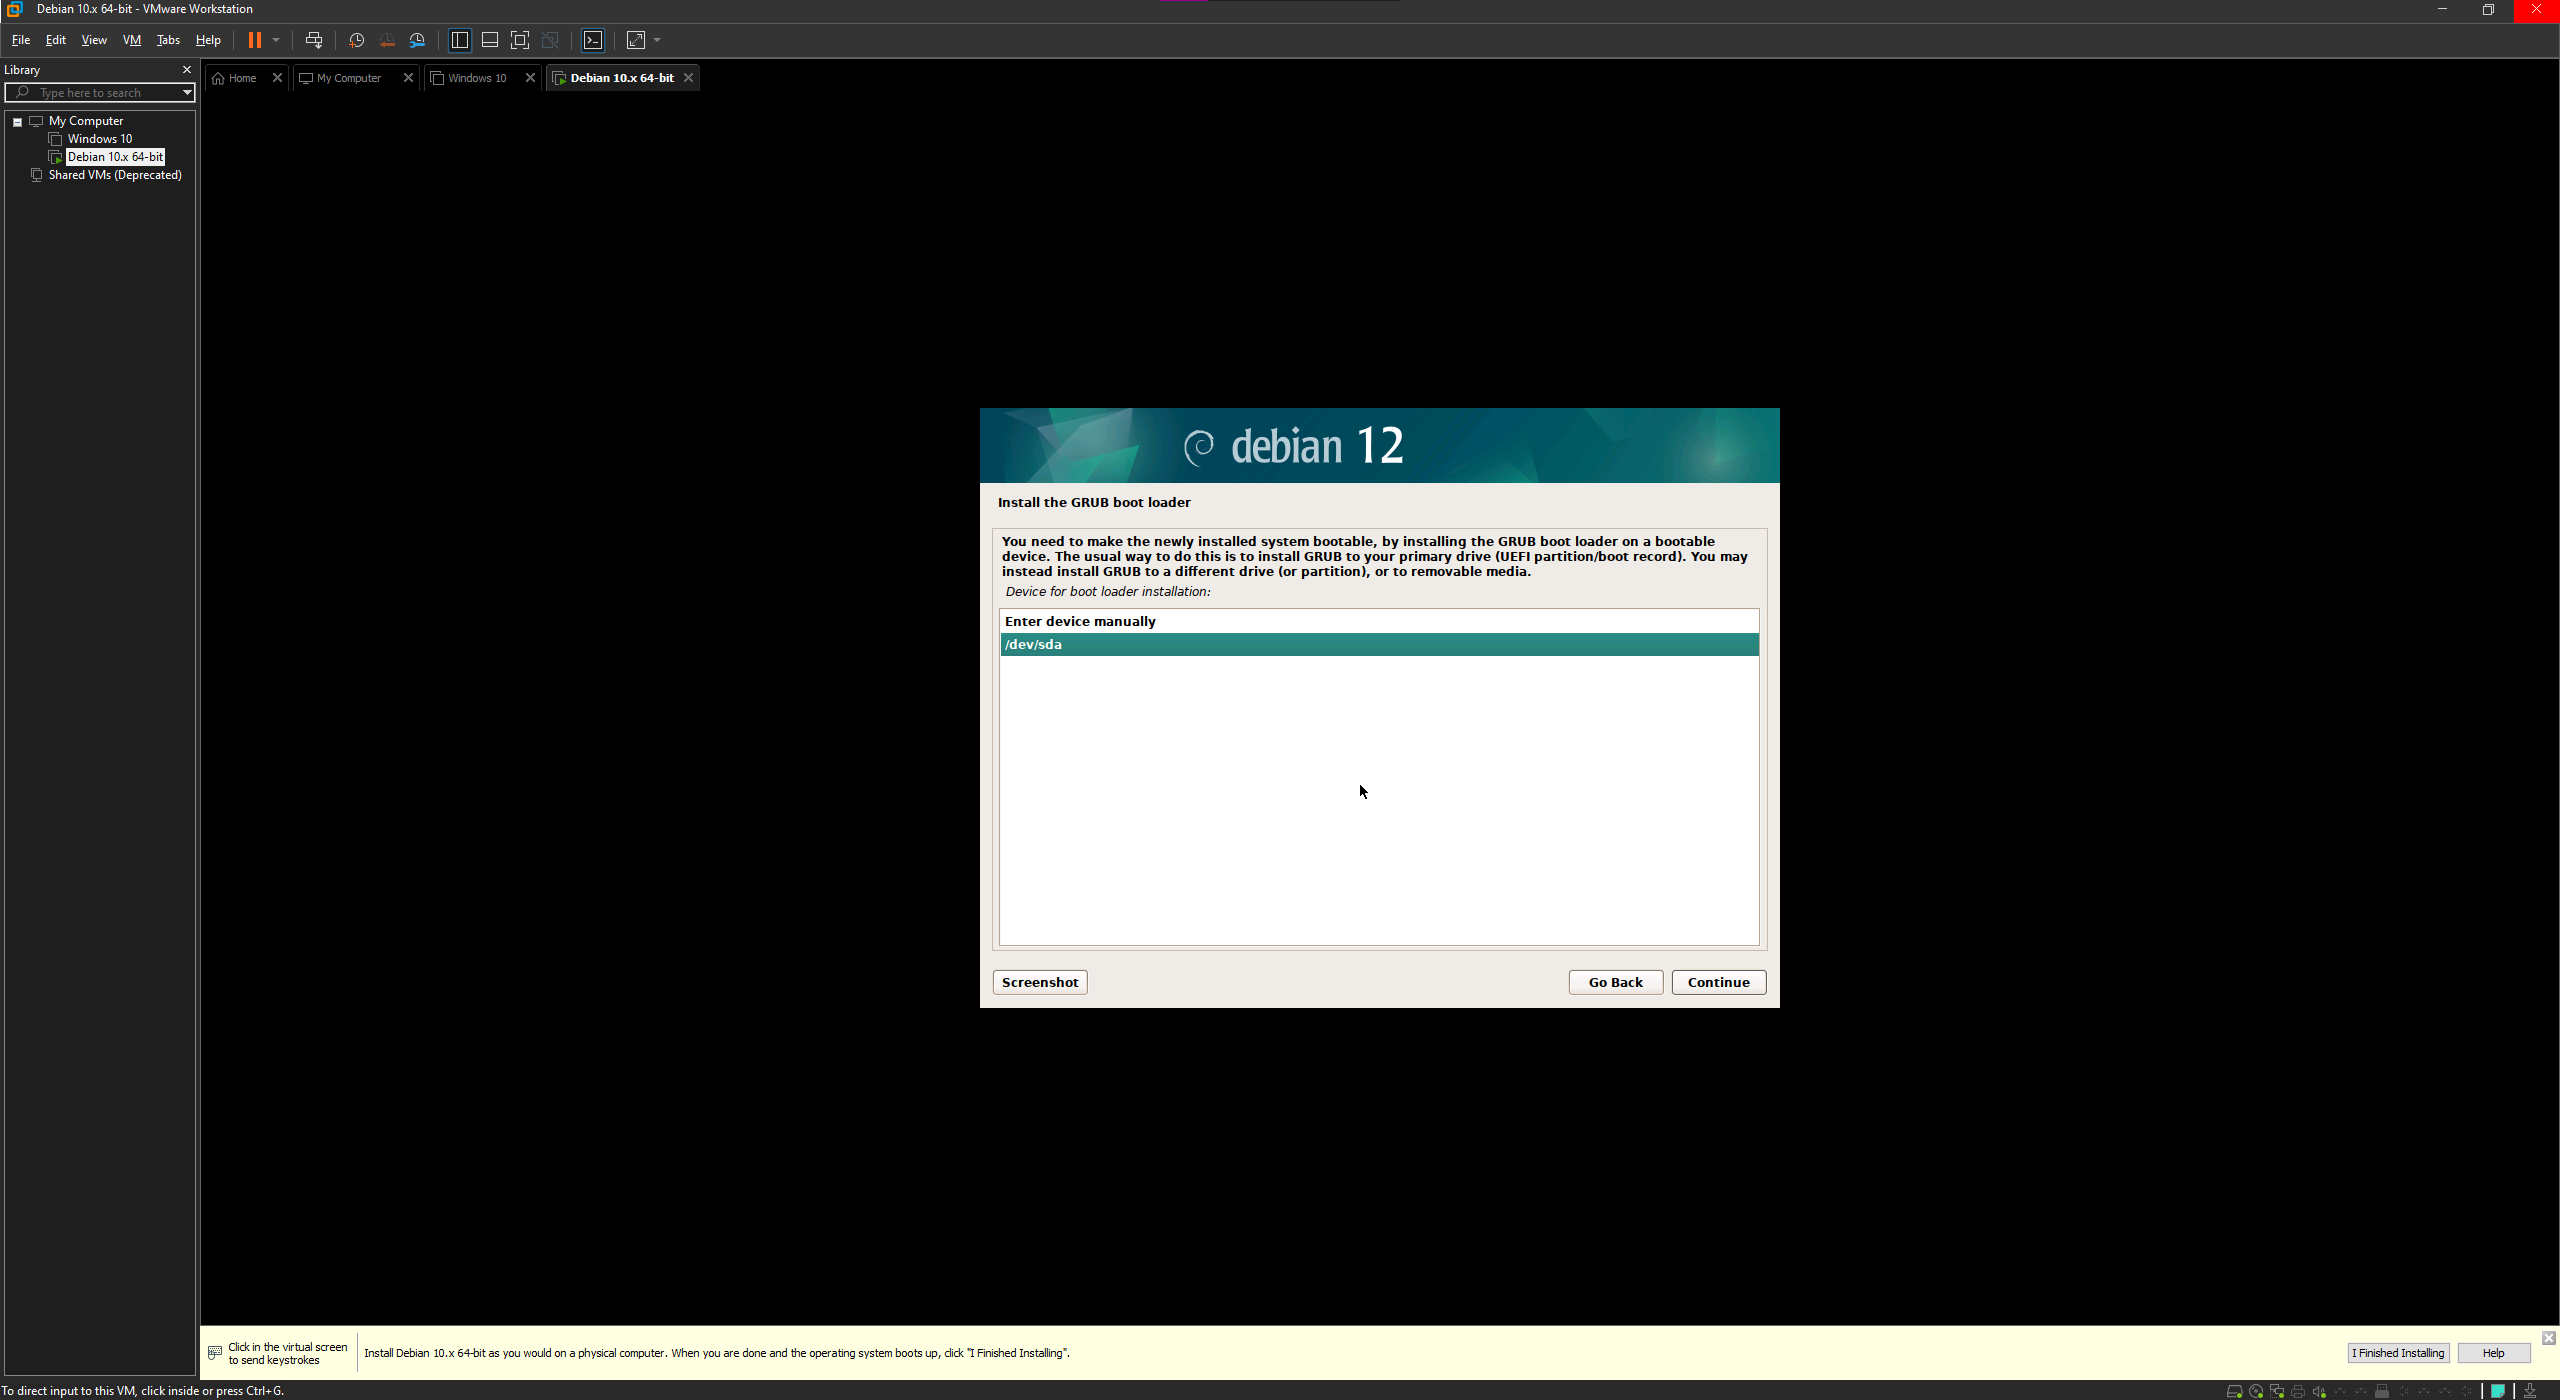 Debian 10.x 64-bit - VMware Workstation
File Edit View VM Tabs Help
Library
Type here to search
My Computer
Windows 10
Debian 10.x 64-bit
Shared VMs (Deprecated)
Home My Computer Windows 10 Debian 10.x 64-bit
debian 12
Install the GRUB boot loader
You need to make the newly installed system bootable, by installing the GRUB boot loader on a bootable
device. The usual way to do this is to install GRUB to your primary drive (UEFI partition/boot record). You may
instead install GRUB to a different drive (or partition), or to removable media.
Device for boot loader installation:
Enter device manually
/dev/sda
Screenshot Go Back Continue
Click in the virtual screen
to send keystrokes
Install Debian 10.x 64-bit as you would on a physical computer. When you are done and the operating system boots up, click "I Finished Installing".
I Finished Installing Help
To direct input to this VM, click inside or press Ctrl+G.